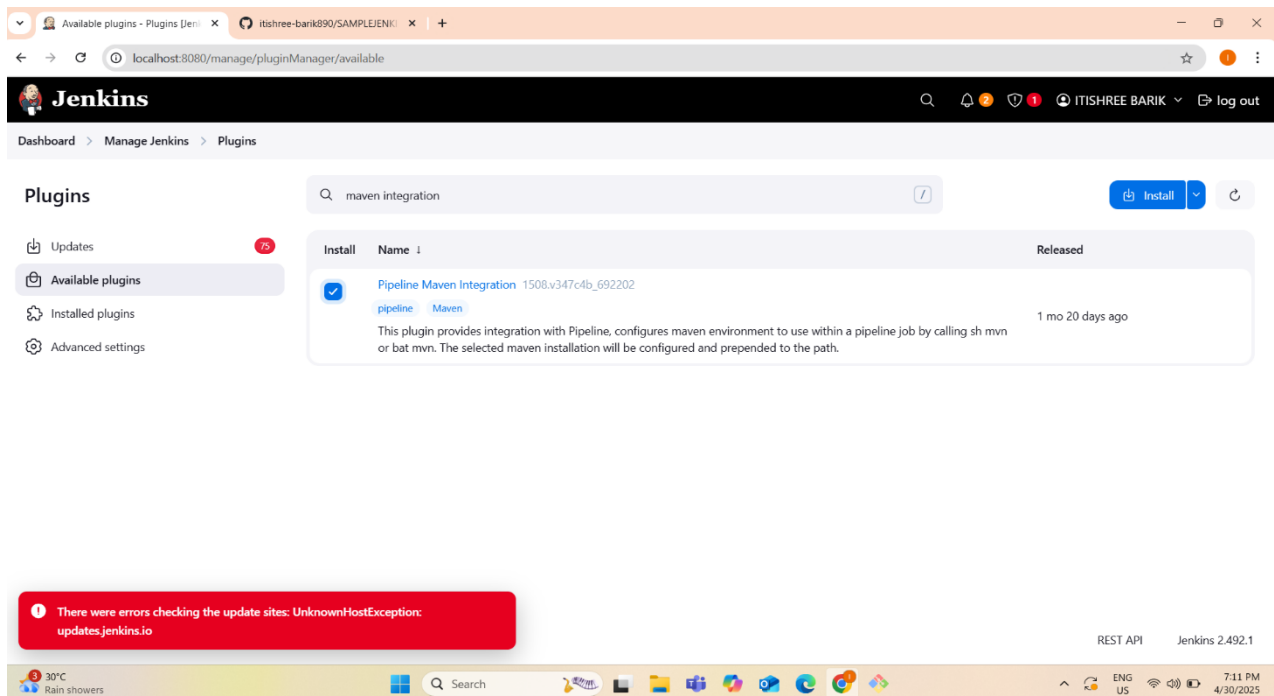 Available plugins - Plugins [Jen
itishree-barik890/SAMPLEJENKI
localhost:8080/manage/pluginManager/available
Jenkins
2
1
ITISHREE BARIK
log out
Dashboard > Manage Jenkins > Plugins
Plugins
maven integration
/
Install
Updates 75
Available plugins
Installed plugins
Advanced settings
Install Name ↓ Released
Pipeline Maven Integration 1508.v347c4b_692202
pipeline Maven
This plugin provides integration with Pipeline, configures maven environment to use within a pipeline job by calling sh mvn
or bat mvn. The selected maven installation will be configured and prepended to the path.
1 mo 20 days ago
There were errors checking the update sites: UnknownHostException:
updates.jenkins.io
REST API Jenkins 2.492.1
3
30°C
Rain showers
Search
ENG
US
7:11 PM
4/30/2025